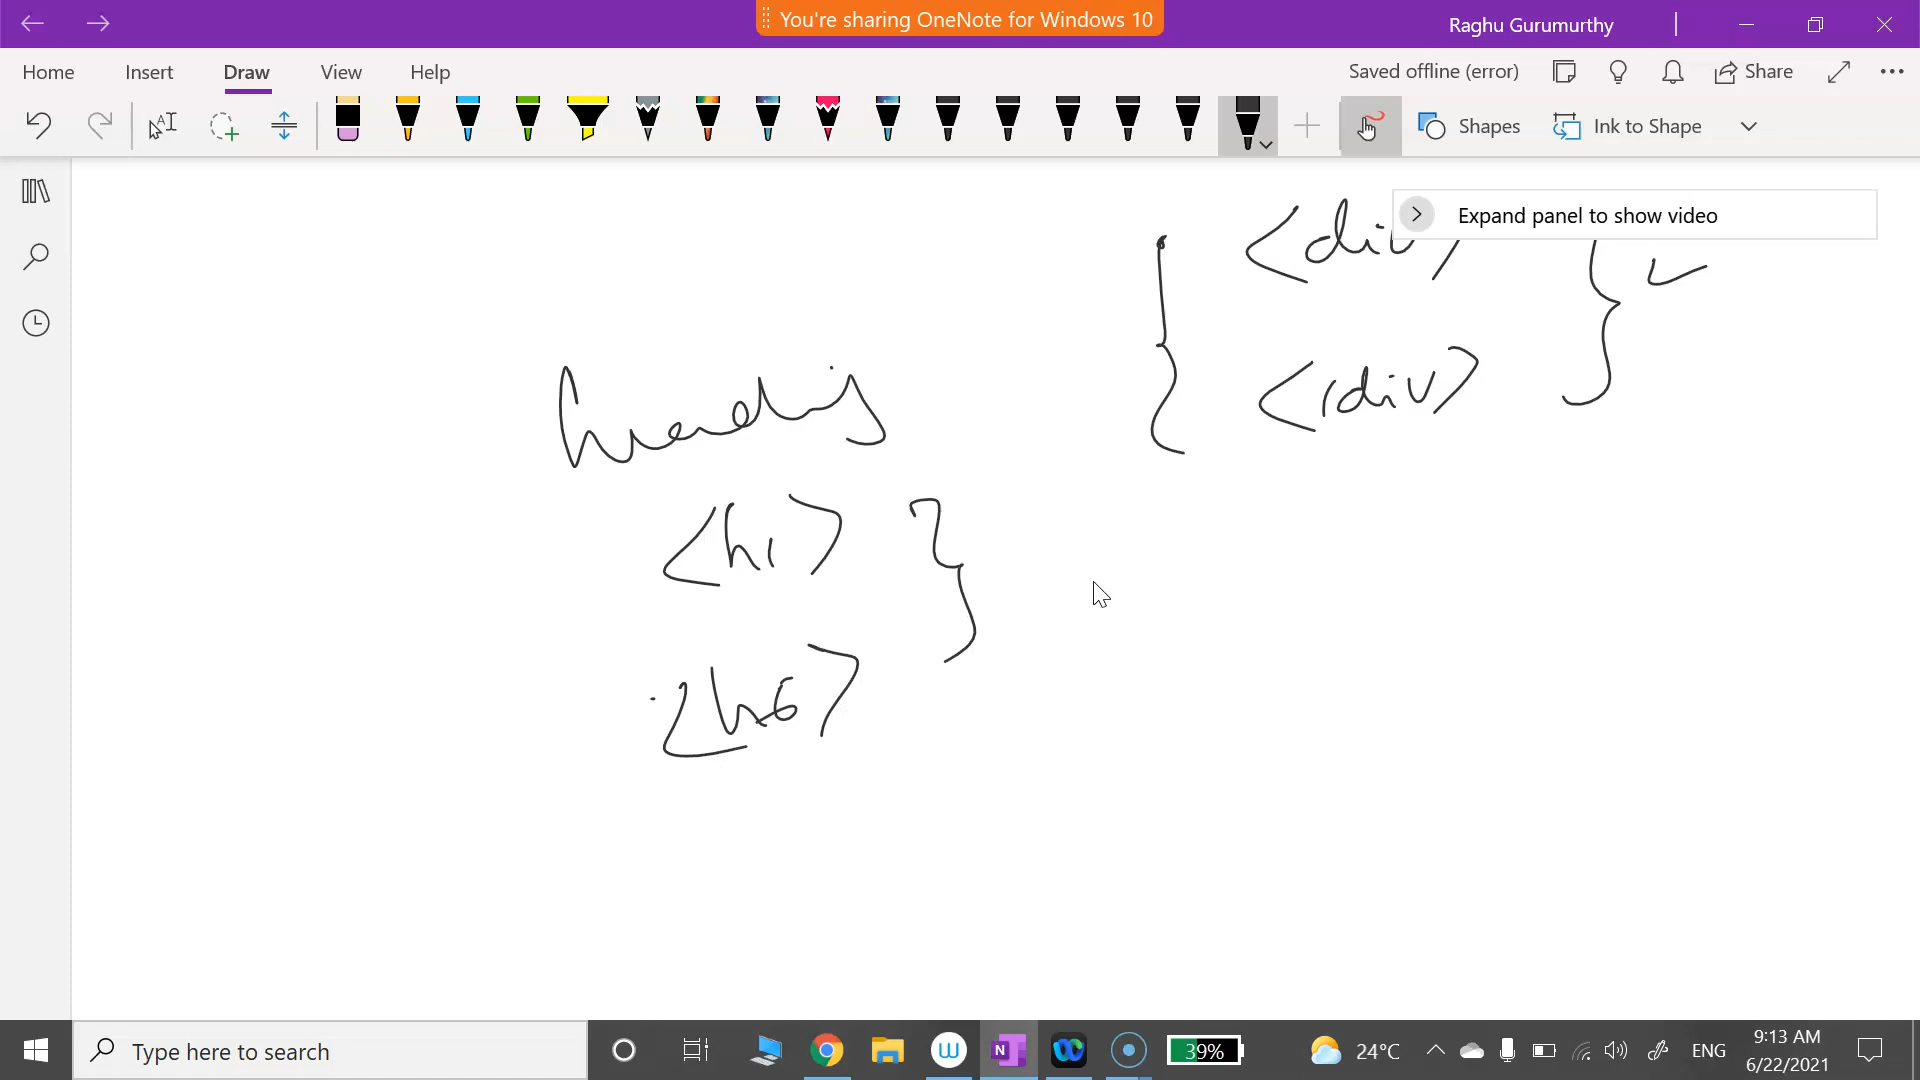 You're sharing OneNote for Windows 10
Raghu Gurumurthy
Home Insert Draw View Help
Saved offline (error) Share
Shapes Ink to Shape
Expand panel to show video
<div>
</div>
heading
<h1>
<h6>
Type here to search
39%
24°C
ENG
9:13 AM
6/22/2021